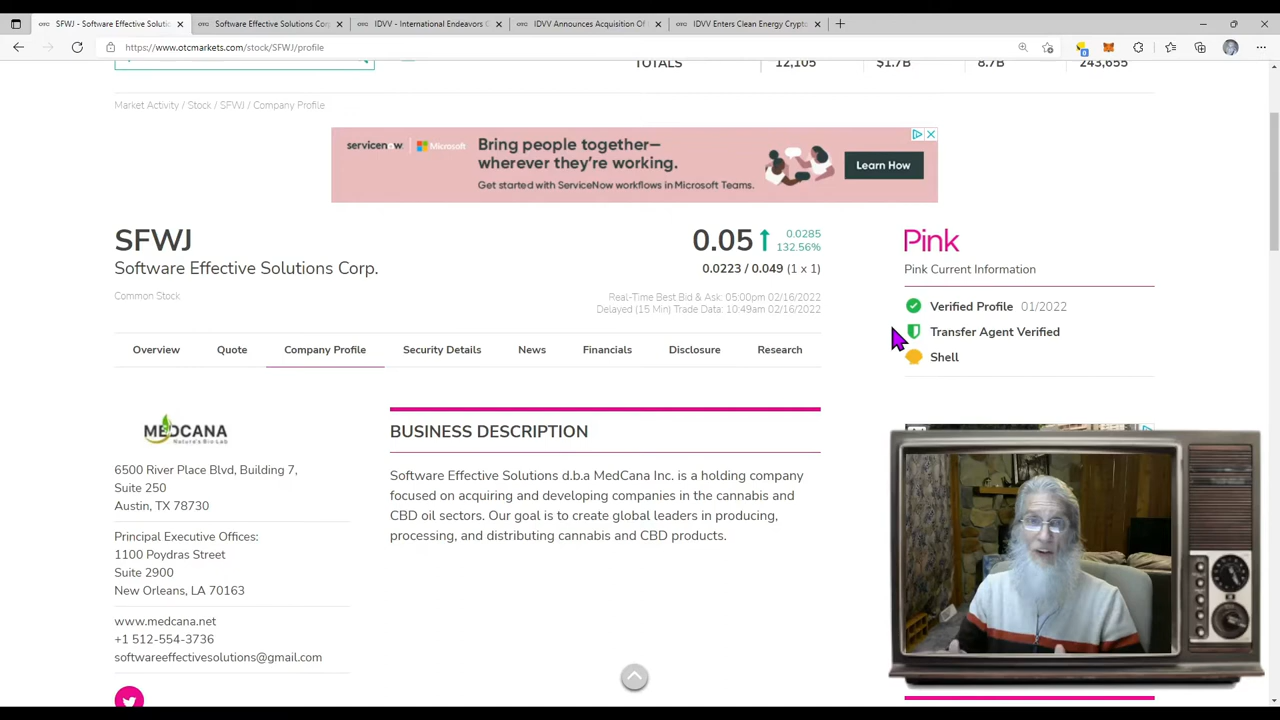 SFWJ - Software Effective Soluti
Software Effective Solutions Corp
IDVV - International Endeavors C
IDVV Announces Acquisition Of
IDVV Enters Clean Energy Crypto
https://www.otcmarkets.com/stock/SFWJ/profile
TOTALS 12,105 $1.7B 8.7B 243,655
Market Activity / Stock / SFWJ / Company Profile
servicenow Microsoft
Bring people together—
wherever they're working.
Get started with ServiceNow workflows in Microsoft Teams.
Learn How
SFWJ
Software Effective Solutions Corp.
Common Stock
0.05 0.0285
132.56%
0.0223 / 0.049 (1 x 1)
Real-Time Best Bid & Ask: 05:00pm 02/16/2022
Delayed (15 Min) Trade Data: 10:49am 02/16/2022
Pink
Pink Current Information
Verified Profile 01/2022
Transfer Agent Verified
Shell
Overview Quote Company Profile Security Details News Financials Disclosure Research
MEDCANA
Nature's Bio Lab
6500 River Place Blvd, Building 7,
Suite 250
Austin, TX 78730
Principal Executive Offices:
1100 Poydras Street
Suite 2900
New Orleans, LA 70163
www.medcana.net
+1 512-554-3736
softwareeffectivesolutions@gmail.com
BUSINESS DESCRIPTION
Software Effective Solutions d.b.a MedCana Inc. is a holding company
focused on acquiring and developing companies in the cannabis and
CBD oil sectors. Our goal is to create global leaders in producing,
processing, and distributing cannabis and CBD products.